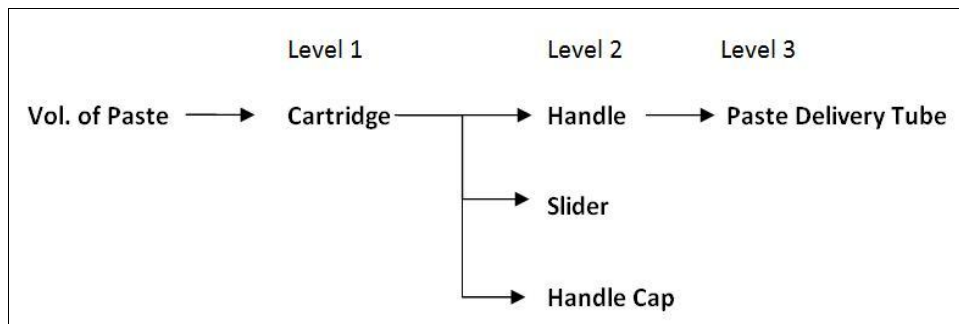 Level 1 Level 2 Level 3
Vol. of Paste Cartridge Handle Paste Delivery Tube
Slider
Handle Cap